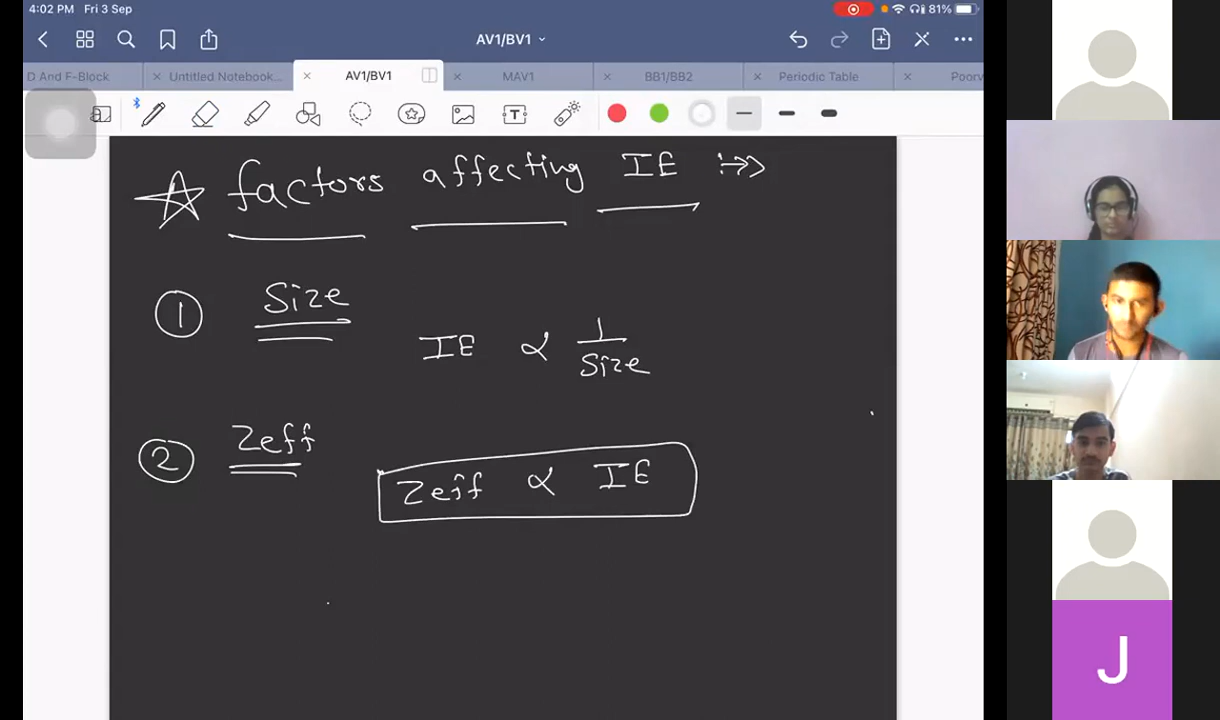 4:02 PM Fri 3 Sep
81%
AV1/BV1
D And F-Block
Untitled Notebook...
AV1/BV1
MAV1
BB1/BB2
Periodic Table
Poorv
factors affecting IE
1 Size
IE ∝ 1/Size
2 Zeff
Zeff ∝ IE
J